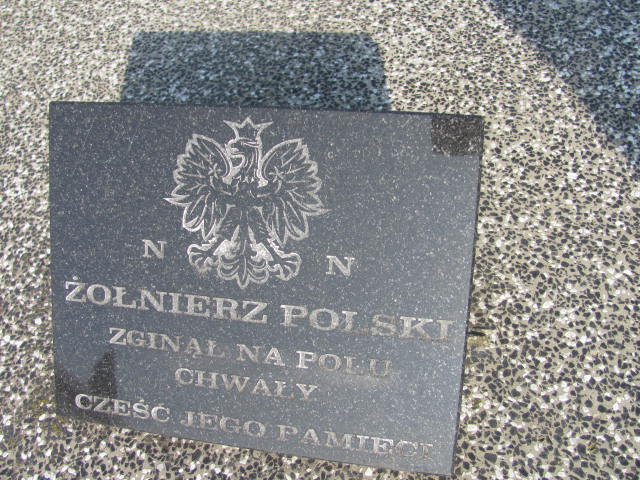 N N
ŻOŁNIERZ POLSKI
ZGINĄŁ NA POLU
CHWAŁY
CZEŚĆ JEGO PAMIĘCI